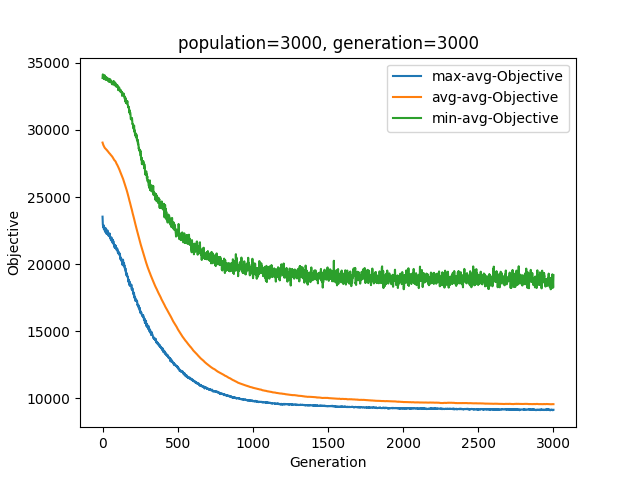 population=3000, generation=3000
max-avg-Objective
avg-avg-Objective
min-avg-Objective
Objective
35000
30000
25000
20000
15000
10000
0 500 1000 1500 2000 2500 3000
Generation